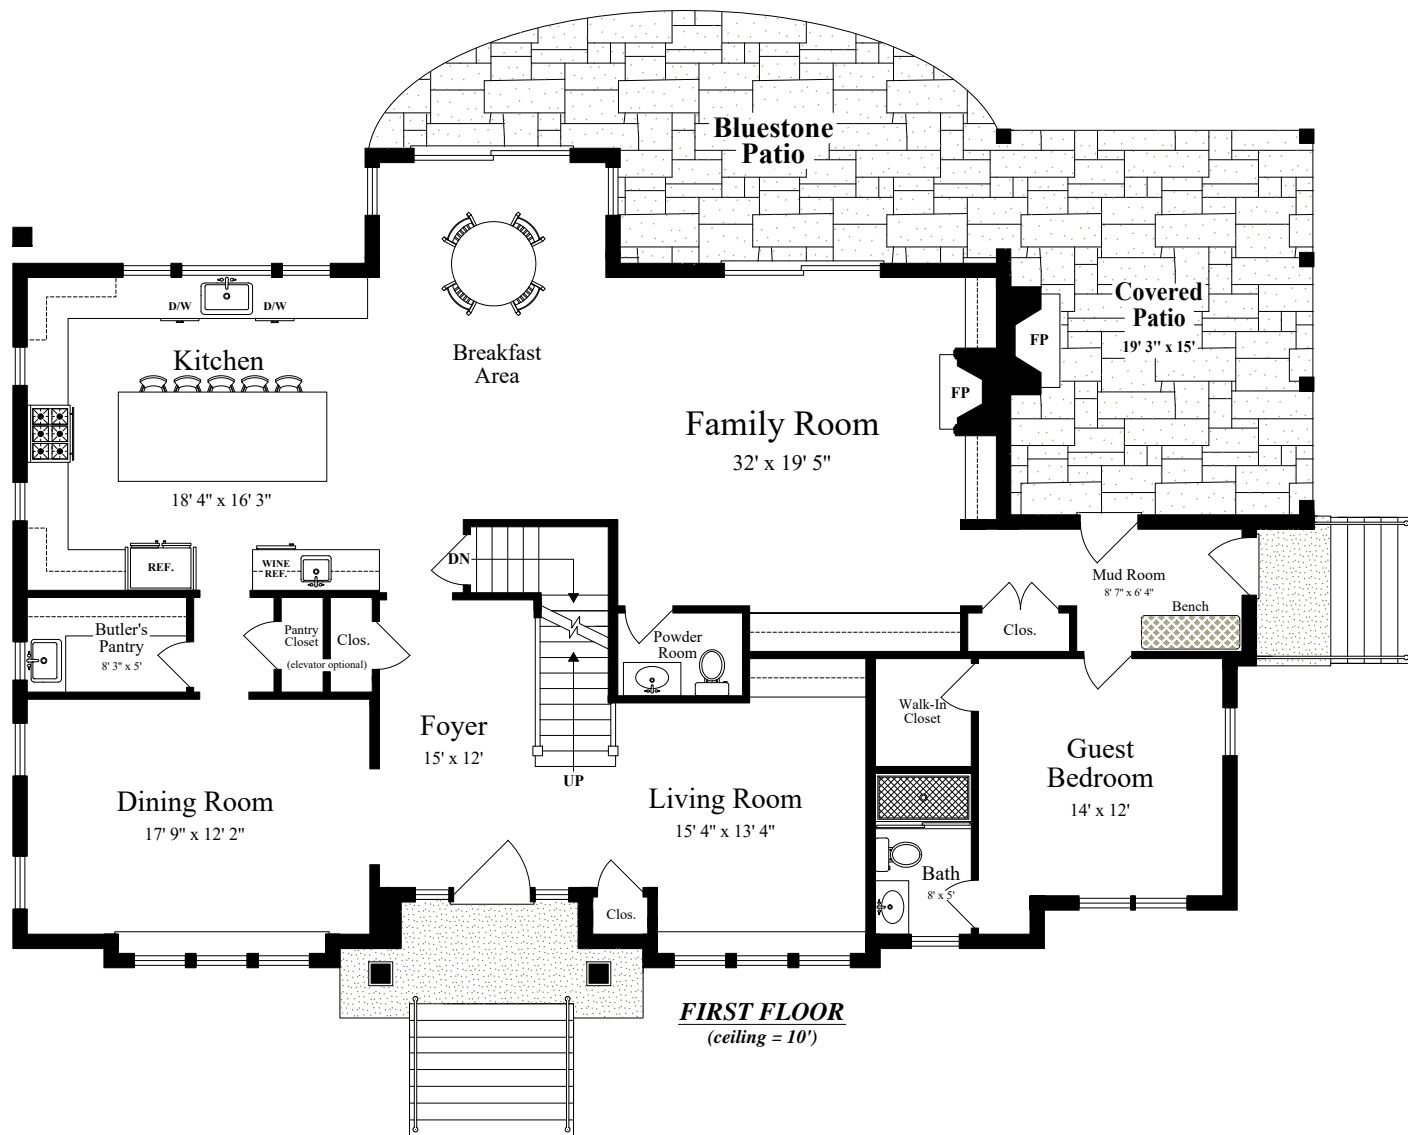 Bluestone
Patio
Covered
Patio
19' 3" x 15'
D/W
D/W
Kitchen
Breakfast
Area
FP
FP
Family Room
32' x 19' 5"
18' 4" x 16' 3"
REF.
WINE
REF.
DN
Mud Room
8' 7" x 6' 4"
Bench
Butler's
Pantry
8' 3" x 5'
Pantry
Closet
Clos.
(elevator optional)
Powder
Room
Clos.
Foyer
15' x 12'
UP
Walk-In
Closet
Guest
Bedroom
14' x 12'
Dining Room
17' 9" x 12' 2"
Living Room
15' 4" x 13' 4"
Bath
8' x 5'
Clos.
FIRST FLOOR
(ceiling = 10')